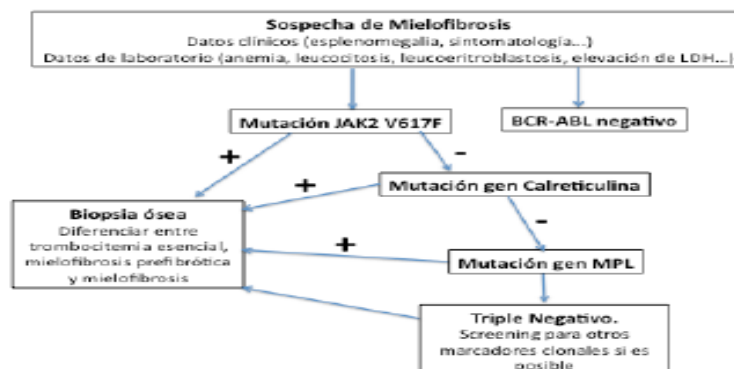 Sospecha de Mielofibrosis
Datos clínicos (esplenomegalia, sintomatología...)
Datos de laboratorio (anemia, leucocitosis, leucoeritroblastosis, elevación de LDH...)
Mutación JAK2 V617F
BCR-ABL negativo
+
-
Mutación gen Calreticulina
+
-
Biopsia ósea
Diferenciar entre
trombocitemia esencial,
mielofibrosis prefibrótica
y mielofibrosis
+
Mutación gen MPL
Triple Negativo.
Screening para otros
marcadores clonales si es
posible